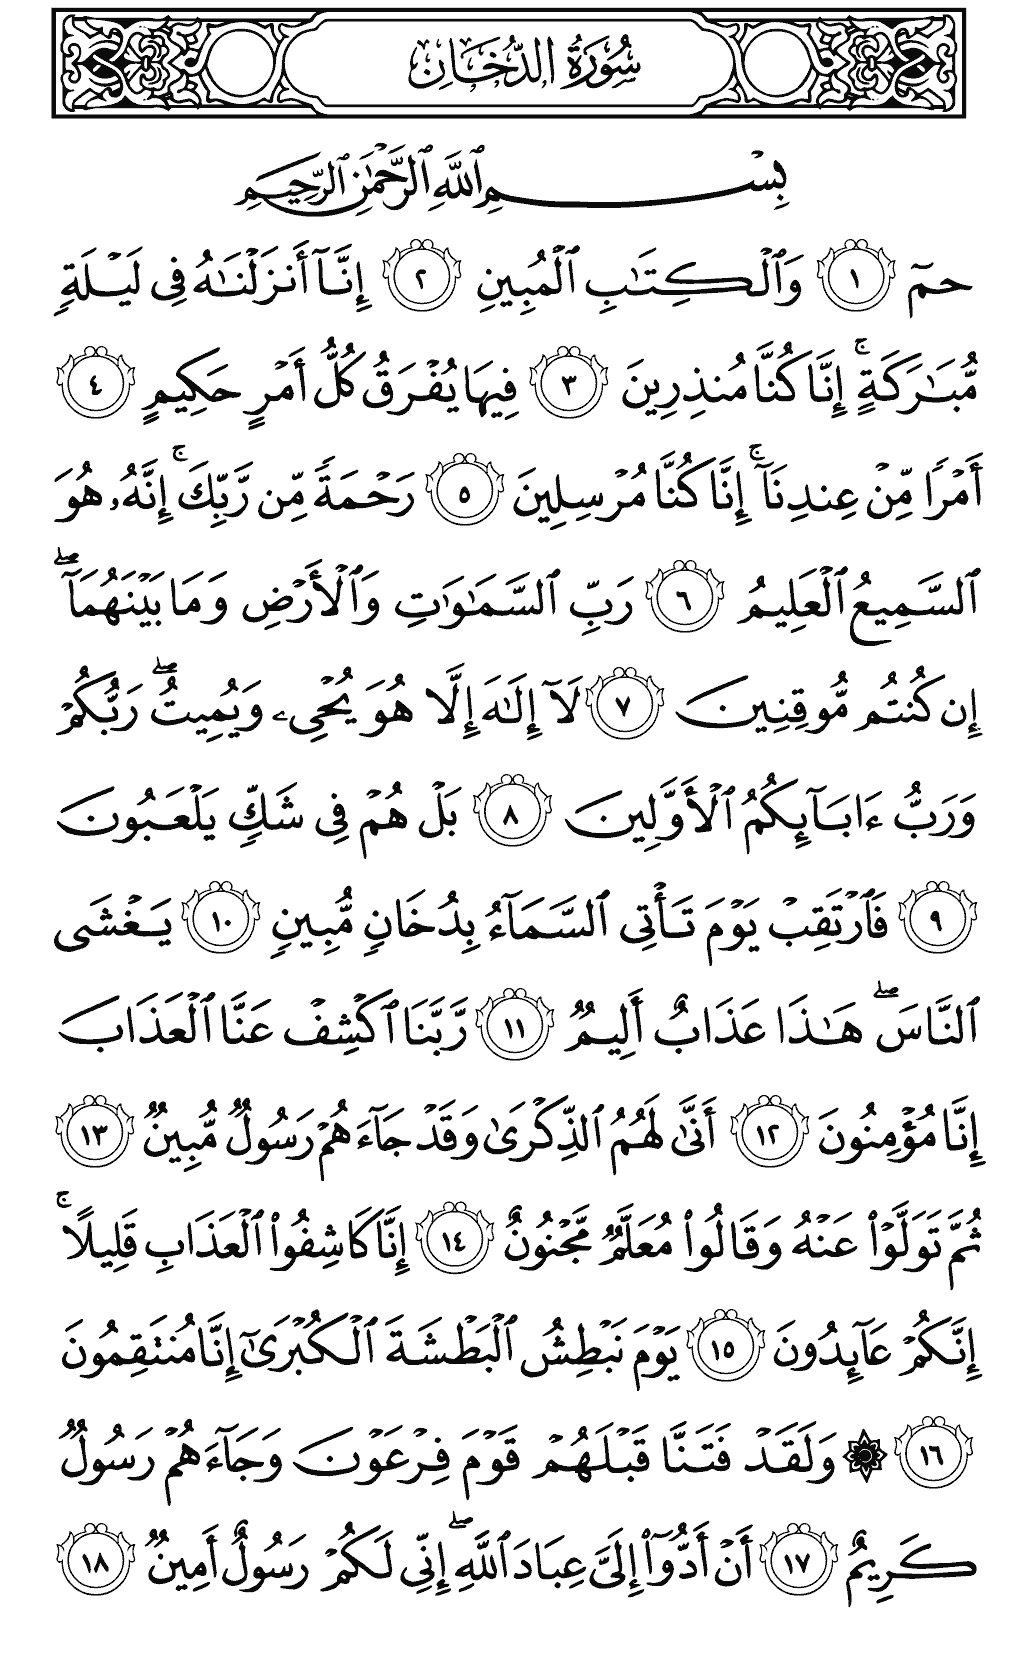 سُورَةُ الدُّخَانِ
بِسْمِ ٱللَّهِ ٱلرَّحْمَٰنِ ٱلرَّحِيمِ
حمٓ ١ وَٱلْكِتَٰبِ ٱلْمُبِينِ ٢ إِنَّآ أَنزَلْنَٰهُ فِى لَيْلَةٍ
مُّبَٰرَكَةٍ ۚ إِنَّا كُنَّا مُنذِرِينَ ٣ فِيهَا يُفْرَقُ كُلُّ أَمْرٍ حَكِيمٍ ٤
أَمْرًا مِّنْ عِندِنَآ ۚ إِنَّا كُنَّا مُرْسِلِينَ ٥ رَحْمَةً مِّن رَّبِّكَ ۚ إِنَّهُۥ هُوَ
ٱلسَّمِيعُ ٱلْعَلِيمُ ٦ رَبِّ ٱلسَّمَٰوَٰتِ وَٱلْأَرْضِ وَمَا بَيْنَهُمَآ ۖ
إِن كُنتُم مُّوقِنِينَ ٧ لَآ إِلَٰهَ إِلَّا هُوَ يُحْىِۦ وَيُمِيتُ ۖ رَبُّكُمْ
وَرَبُّ ءَابَآئِكُمُ ٱلْأَوَّلِينَ ٨ بَلْ هُمْ فِى شَكٍّ يَلْعَبُونَ
٩ فَٱرْتَقِبْ يَوْمَ تَأْتِى ٱلسَّمَآءُ بِدُخَانٍ مُّبِينٍ ١٠ يَغْشَى
ٱلنَّاسَ ۖ هَٰذَا عَذَابٌ أَلِيمٌ ١١ رَّبَّنَا ٱكْشِفْ عَنَّا ٱلْعَذَابَ
إِنَّا مُؤْمِنُونَ ١٢ أَنَّىٰ لَهُمُ ٱلذِّكْرَىٰ وَقَدْ جَآءَهُمْ رَسُولٌ مُّبِينٌ ١٣
ثُمَّ تَوَلَّوْا۟ عَنْهُ وَقَالُوا۟ مُعَلَّمٌ مَّجْنُونٌ ١٤ إِنَّا كَاشِفُوا۟ ٱلْعَذَابِ قَلِيلًا ۚ
إِنَّكُمْ عَآئِدُونَ ١٥ يَوْمَ نَبْطِشُ ٱلْبَطْشَةَ ٱلْكُبْرَىٰٓ إِنَّا مُنتَقِمُونَ
١٦ ۞ وَلَقَدْ فَتَنَّا قَبْلَهُمْ قَوْمَ فِرْعَوْنَ وَجَآءَهُمْ رَسُولٌ
كَرِيمٌ ١٧ أَنْ أَدُّوٓا۟ إِلَىَّ عِبَادَ ٱللَّهِ ۖ إِنِّى لَكُمْ رَسُولٌ أَمِينٌ ١٨